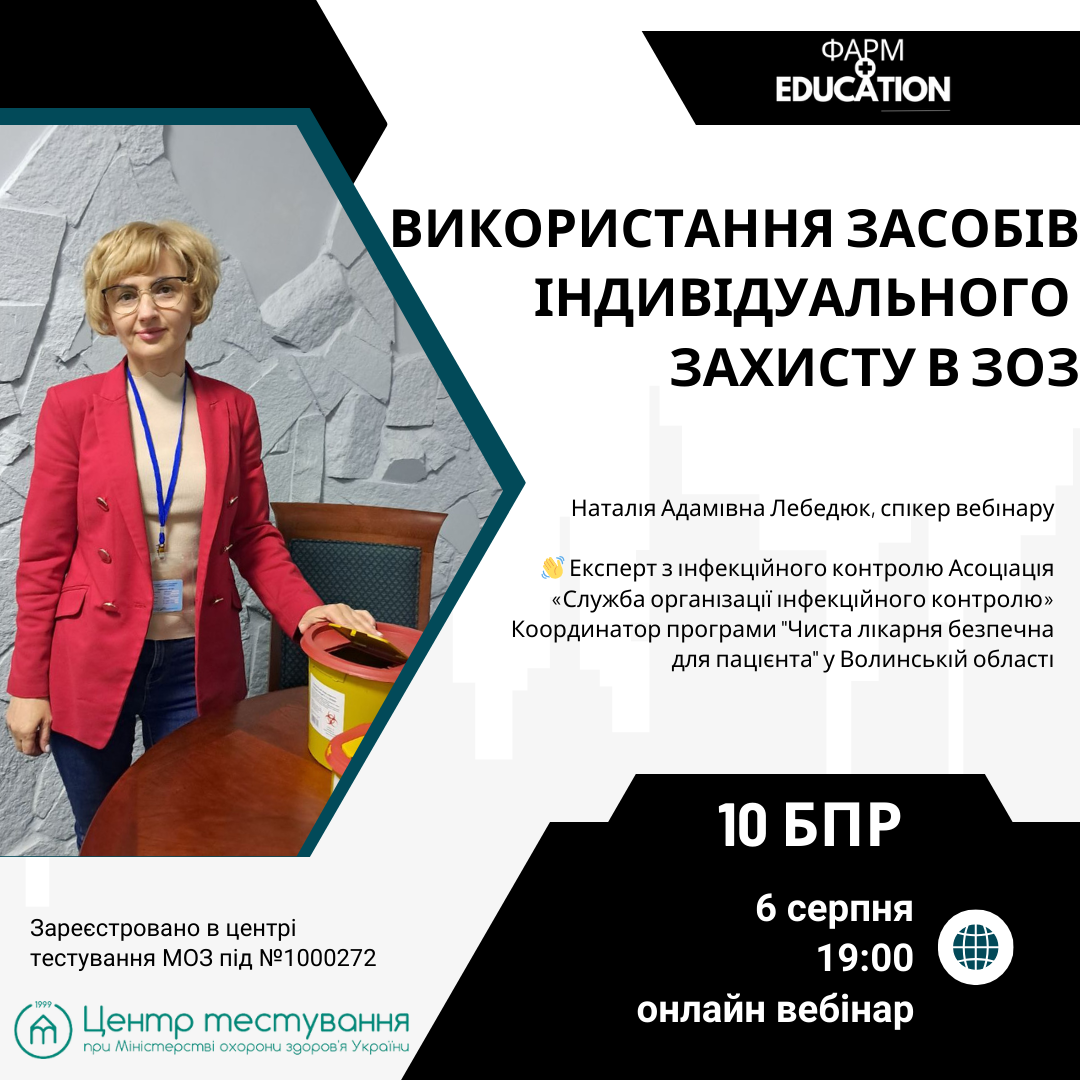 ФАРМ
EDUCATION
ВИКОРИСТАННЯ ЗАСОБІВ
ІНДИВІДУАЛЬНОГО
ЗАХИСТУ В ЗОЗ
Наталія Адамівна Лебедюк, спікер вебінару
👋 Експерт з інфекційного контролю Асоціація
«Служба організації інфекційного контролю»
Координатор програми "Чиста лікарня безпечна
для пацієнта" у Волинській області
10 БПР
6 серпня
19:00
онлайн вебінар
Зареєстровано в центрі
тестування МОЗ під №1000272
1999
Центр тестування
при Міністерстві охорони здоров'я України